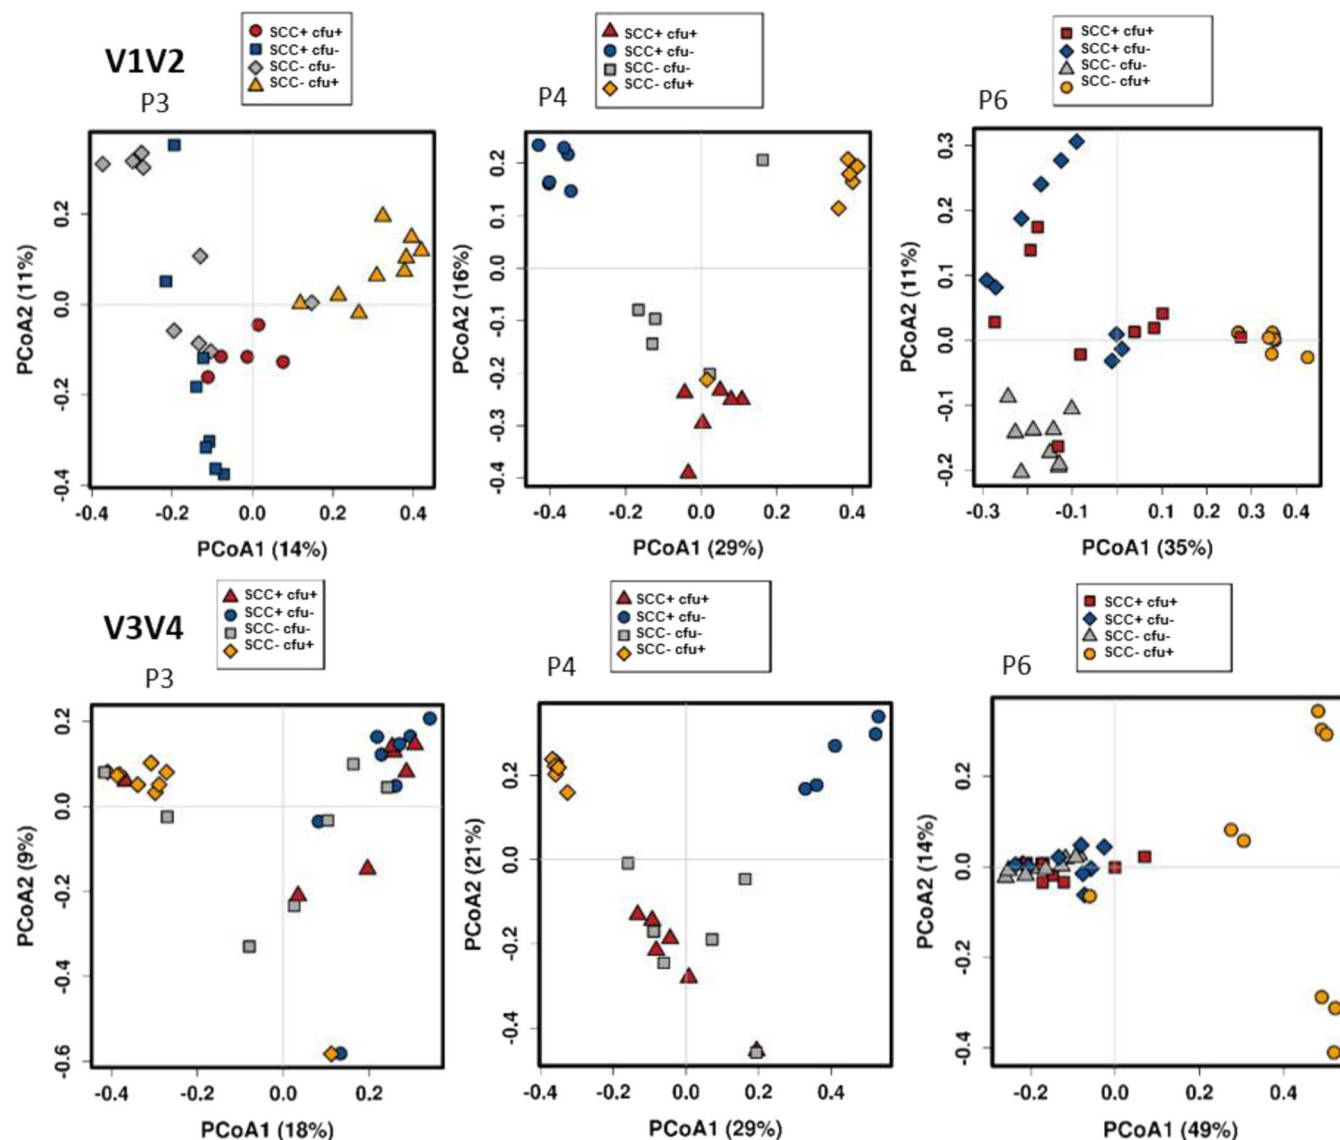 V1V2
P3
SCC+ cfu+
SCC+ cfu-
SCC- cfu-
SCC- cfu+
PCoA2 (11%)
0.2
0.0
-0.2
-0.4
-0.4 -0.2 0.0 0.2 0.4
PCoA1 (14%)
P4
SCC+ cfu+
SCC+ cfu-
SCC- cfu-
SCC- cfu+
PCoA2 (16%)
0.2
0.1
0.0
-0.1
-0.2
-0.3
-0.4
-0.4 -0.2 0.0 0.2 0.4
PCoA1 (29%)
P6
SCC+ cfu+
SCC+ cfu-
SCC- cfu-
SCC- cfu+
PCoA2 (11%)
0.3
0.2
0.1
0.0
-0.1
-0.2
-0.3 -0.1 0.1 0.2 0.3 0.4
PCoA1 (35%)
V3V4
P3
SCC+ cfu+
SCC+ cfu-
SCC- cfu-
SCC- cfu+
PCoA2 (9%)
0.2
0.0
-0.2
-0.4
-0.6
-0.4 -0.2 0.0 0.2
PCoA1 (18%)
P4
SCC+ cfu+
SCC+ cfu-
SCC- cfu-
SCC- cfu+
PCoA2 (21%)
0.2
0.0
-0.2
-0.4
-0.4 -0.2 0.0 0.2 0.4
PCoA1 (29%)
P6
SCC+ cfu+
SCC+ cfu-
SCC- cfu-
SCC- cfu+
PCoA2 (14%)
0.2
0.0
-0.2
-0.4
-0.2 0.0 0.2 0.4
PCoA1 (49%)